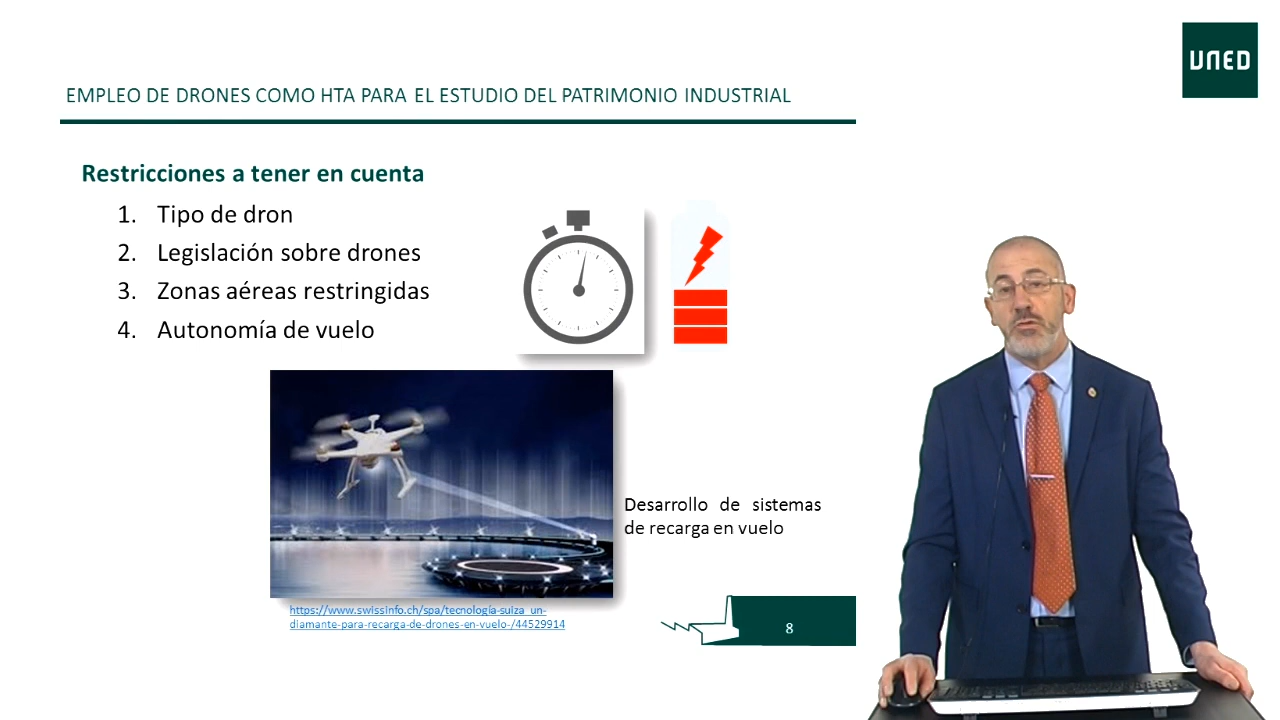 UNED
EMPLEO DE DRONES COMO HTA PARA EL ESTUDIO DEL PATRIMONIO INDUSTRIAL
Restricciones a tener en cuenta
1. Tipo de dron
2. Legislación sobre drones
3. Zonas aéreas restringidas
4. Autonomía de vuelo
Desarrollo de sistemas
de recarga en vuelo
https://www.swissinfo.ch/spa/tecnología-suiza_un-
diamante-para-recarga-de-drones-en-vuelo-/44529914
8